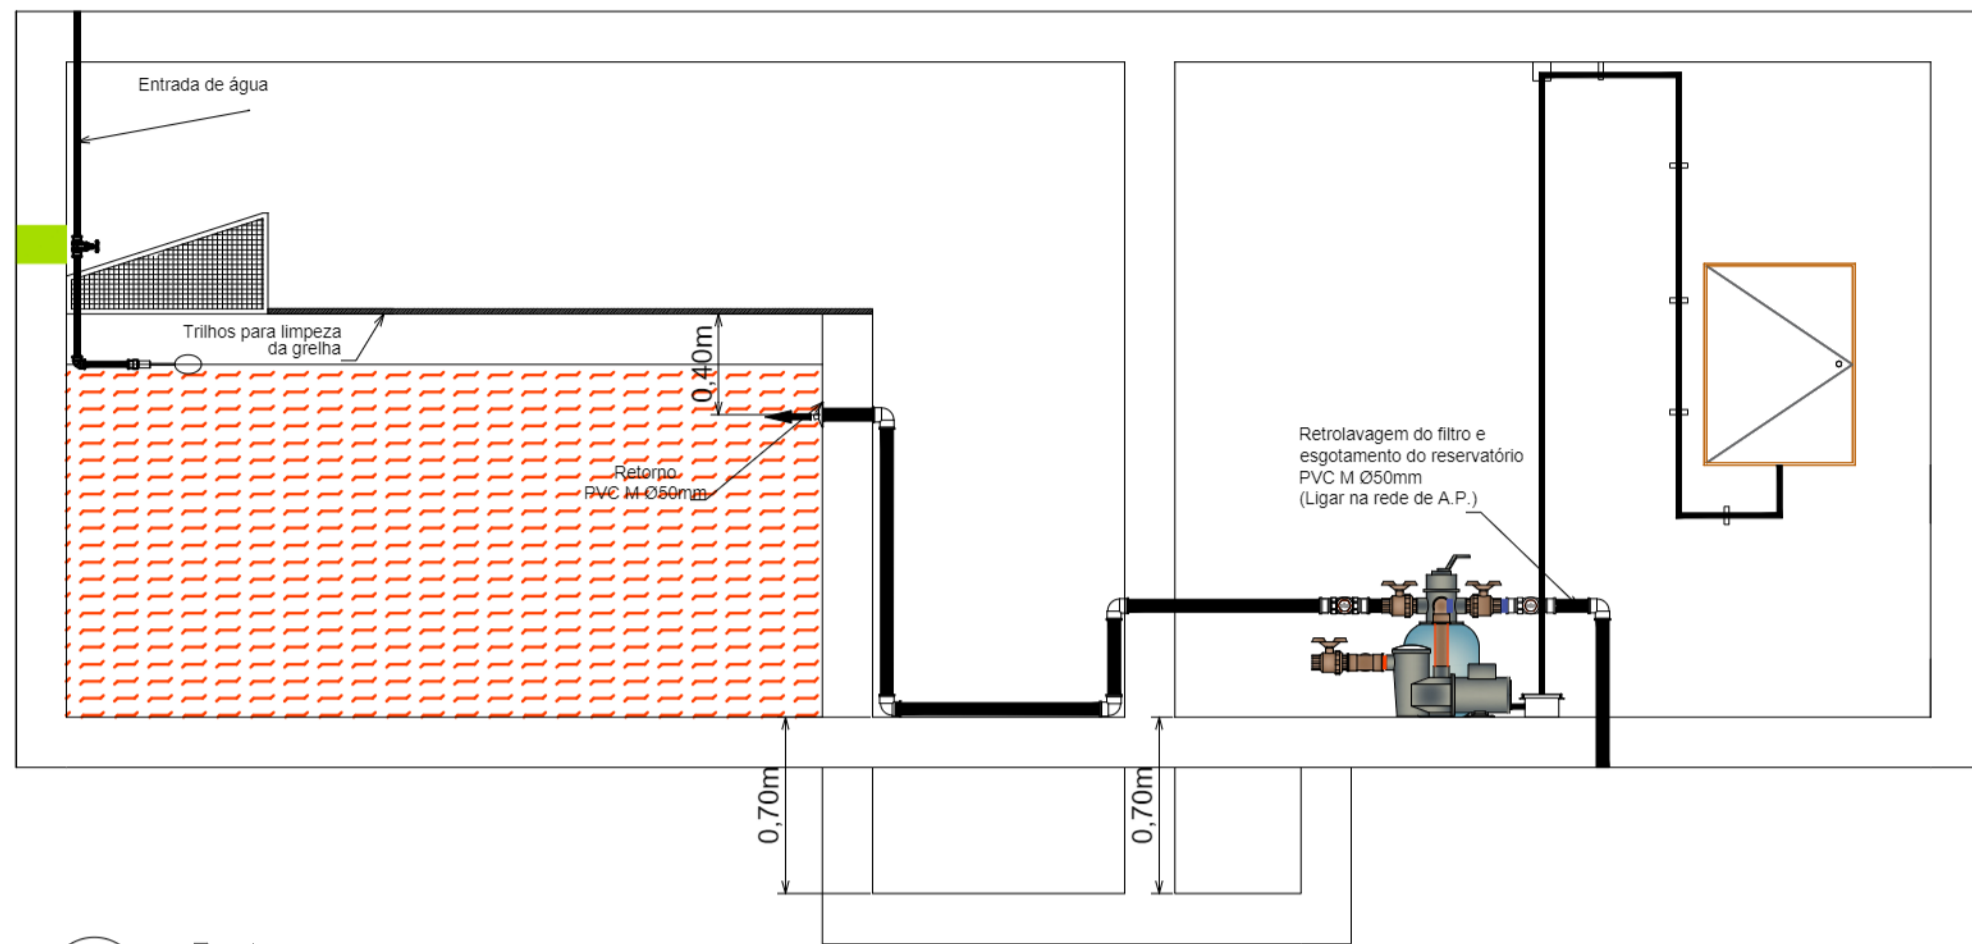 Entrada de água
Trilhos para limpeza
da grelha
0,40m
Retorno
PVC M Ø50mm
Retrolavagem do filtro e
esgotamento do reservatório
PVC M Ø50mm
(Ligar na rede de A.P.)
0,70m
0,70m